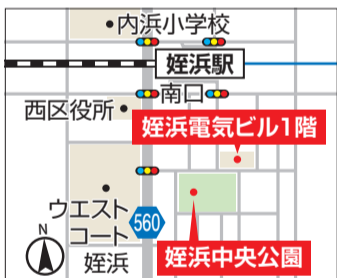 内浜小学校
姪浜駅
南口
西区役所
姪浜電気ビル1階
ウエスト
コート
560
N
姪浜
姪浜中央公園